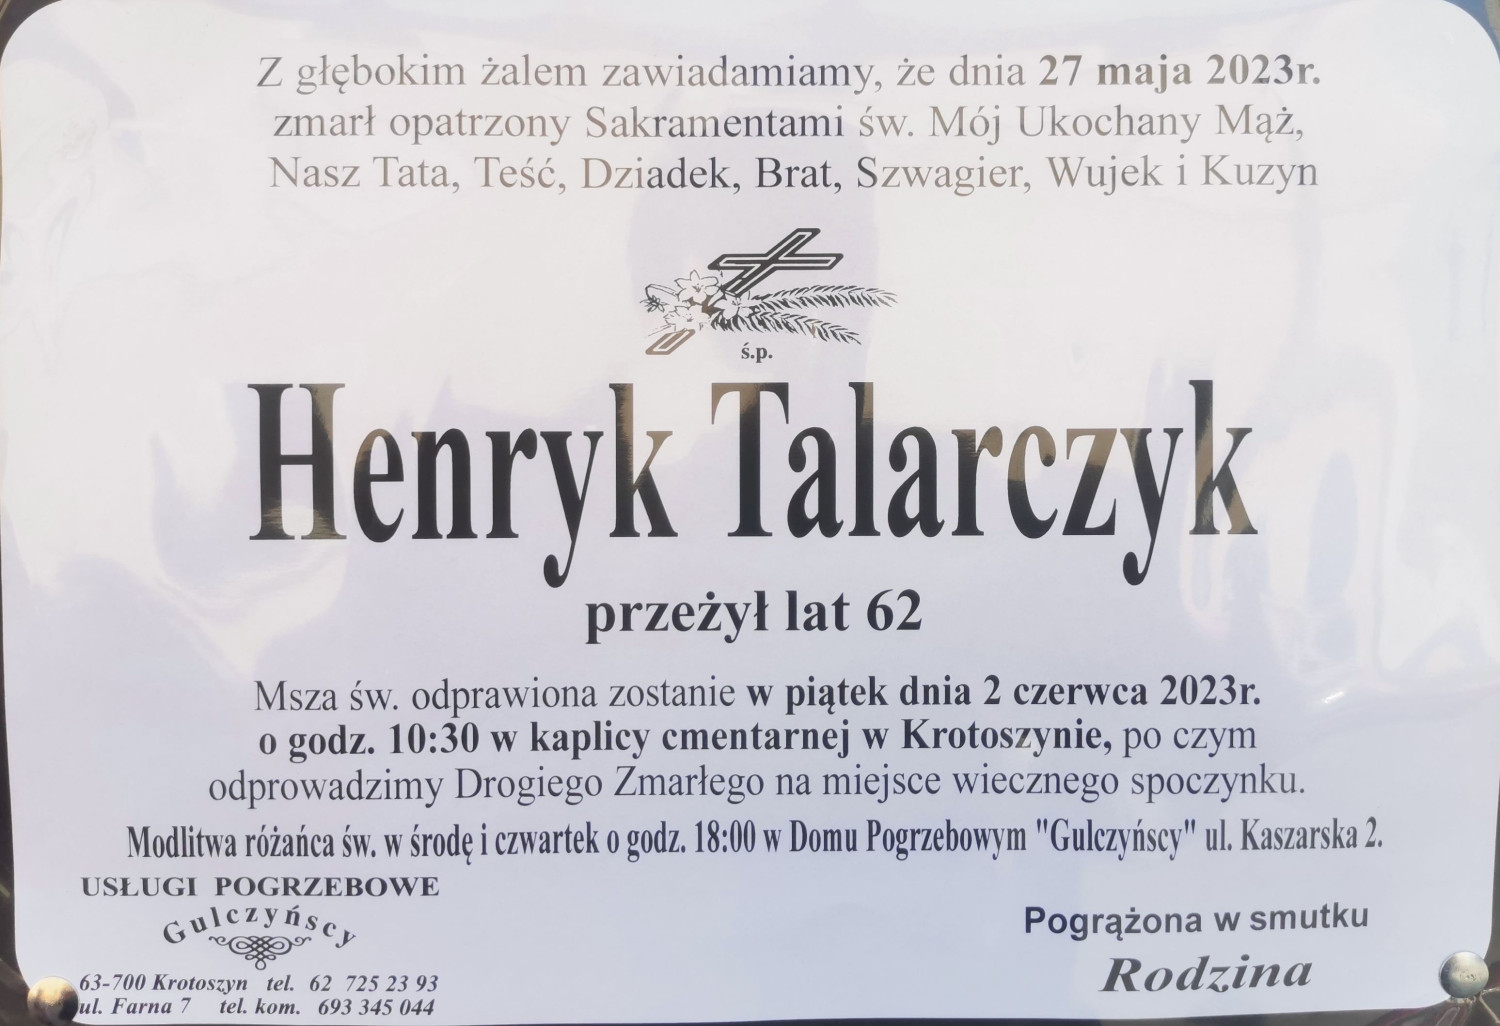 Z głębokim żalem zawiadamiamy, że dnia 27 maja 2023r.
zmarł opatrzony Sakramentami św. Mój Ukochany Mąż,
Nasz Tata, Teść, Dziadek, Brat, Szwagier, Wujek i Kuzyn
ś.p.
Henryk Talarczyk
przeżył lat 62
Msza św. odprawiona zostanie w piątek dnia 2 czerwca 2023r.
o godz. 10:30 w kaplicy cmentarnej w Krotoszynie, po czym
odprowadzimy Drogiego Zmarłego na miejsce wiecznego spoczynku.
Modlitwa różańca św. w środę i czwartek o godz. 18:00 w Domu Pogrzebowym "Gulczyńscy" ul. Kaszarska 2.
USŁUGI POGRZEBOWE
Gulczyńscy
63-700 Krotoszyn tel. 62 725 23 93
ul. Farna 7 tel. kom. 693 345 044
Pogrążona w smutku
Rodzina